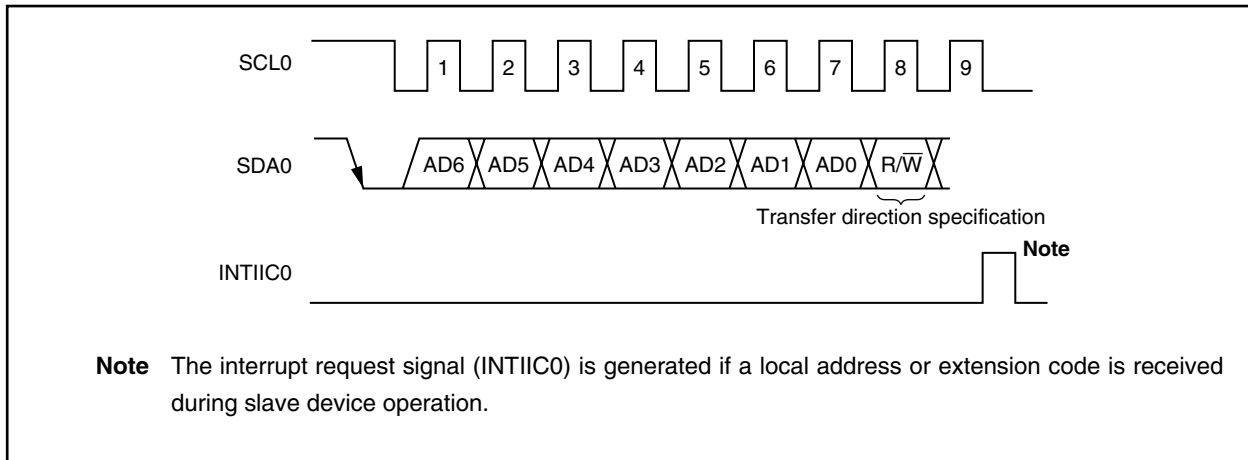 SCL0
1 2 3 4 5 6 7 8 9
SDA0
AD6 AD5 AD4 AD3 AD2 AD1 AD0 R/W̅
Transfer direction specification
INTIIC0
Note
Note The interrupt request signal (INTIIC0) is generated if a local address or extension code is received
during slave device operation.